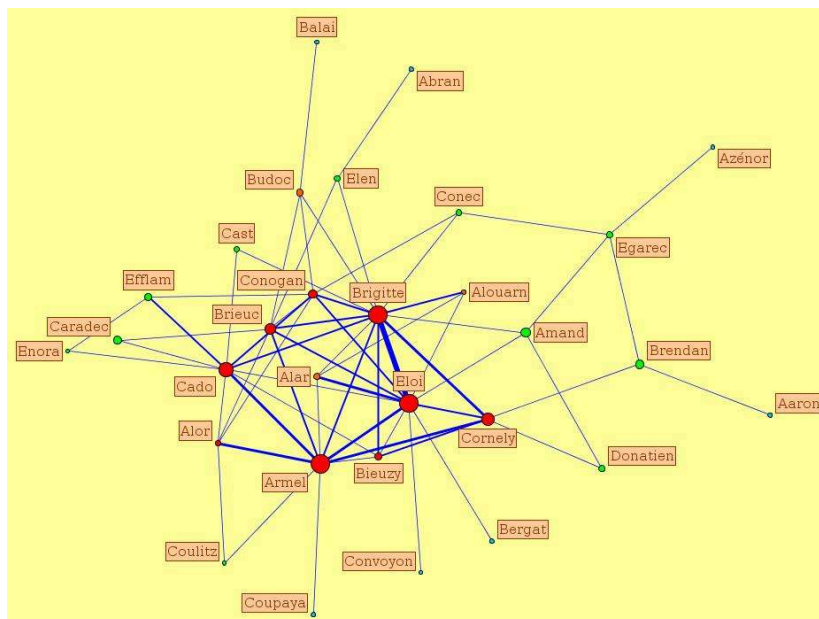 Balai
Abran
Azénor
Budoc
Elen
Conec
Cast
Egarec
Efflam
Conogan
Brigitte
Alouarn
Brieuc
Caradec
Amand
Enora
Brendan
Cado
Alar
Eloi
Aaron
Alor
Cornely
Armel
Bieuzy
Donatien
Bergat
Coulitz
Convoyon
Coupaya